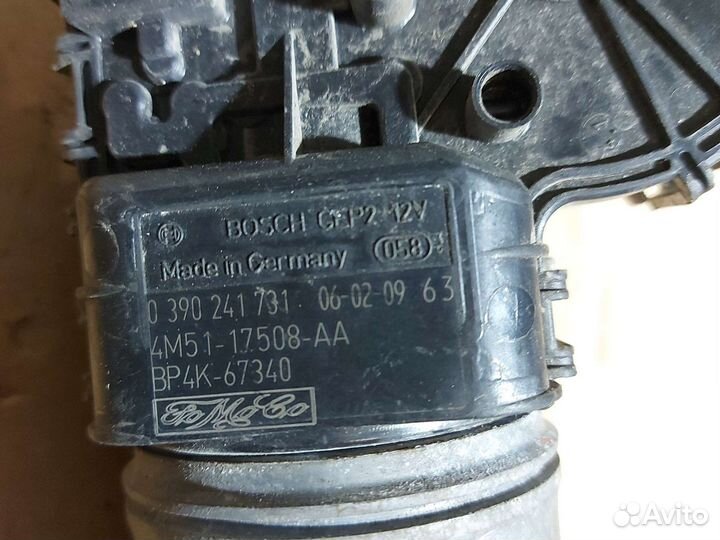 BOSCH CEP2 12V
Made in Germany 058
0 390 241 731 06-02-09 63
4M51-17508-AA
BP4K-67340
FoMoCo
Avito